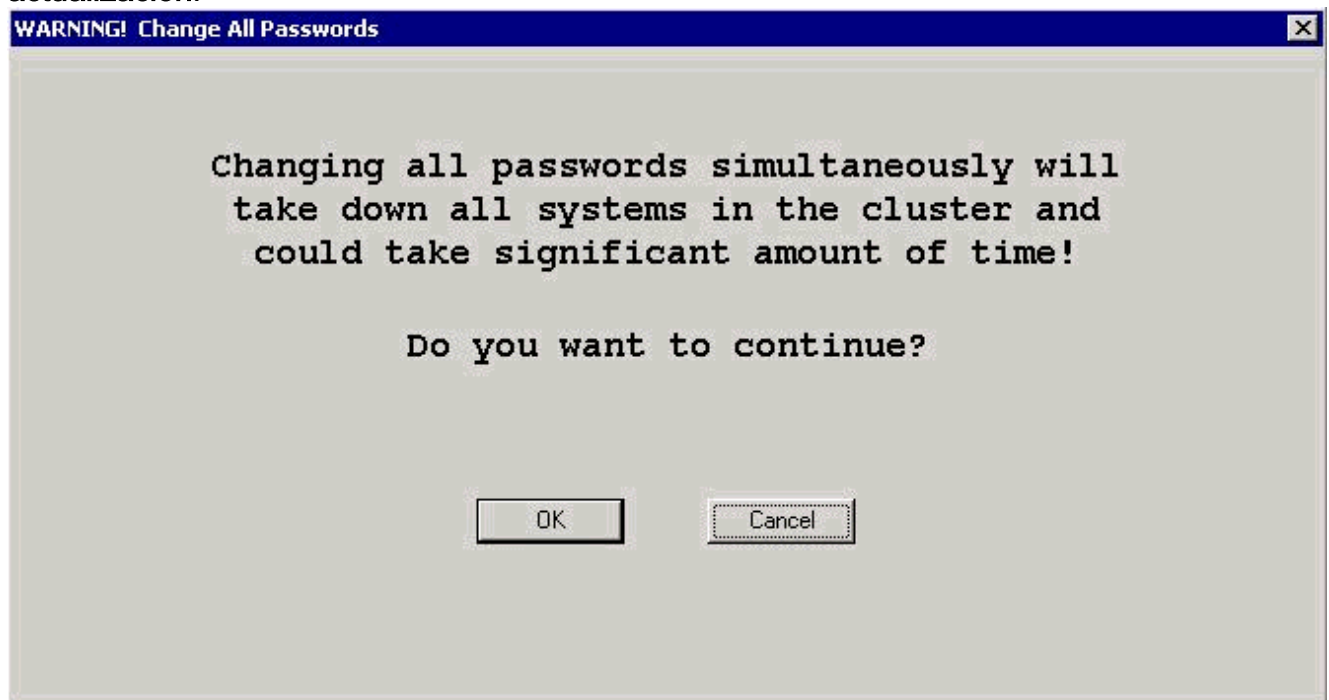 actualización.
WARNING! Change All Passwords
Changing all passwords simultaneously will
take down all systems in the cluster and
could take significant amount of time!
Do you want to continue?
OK
Cancel